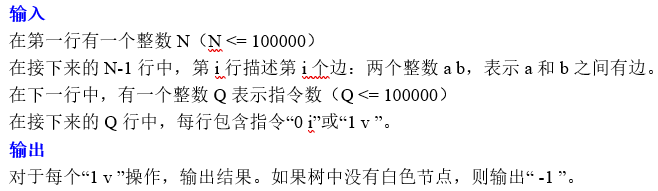 输入
在第一行有一个整数 N（N <= 100000）
在接下来的 N-1 行中，第 i 行描述第 i 个边：两个整数 a b，表示 a 和 b 之间有边。
在下一行中，有一个整数 Q 表示指令数（Q <= 100000）
在接下来的 Q 行中，每行包含指令“0 i”或“1 v ”。
输出
对于每个“1 v ”操作，输出结果。如果树中没有白色节点，则输出“ -1 ”。